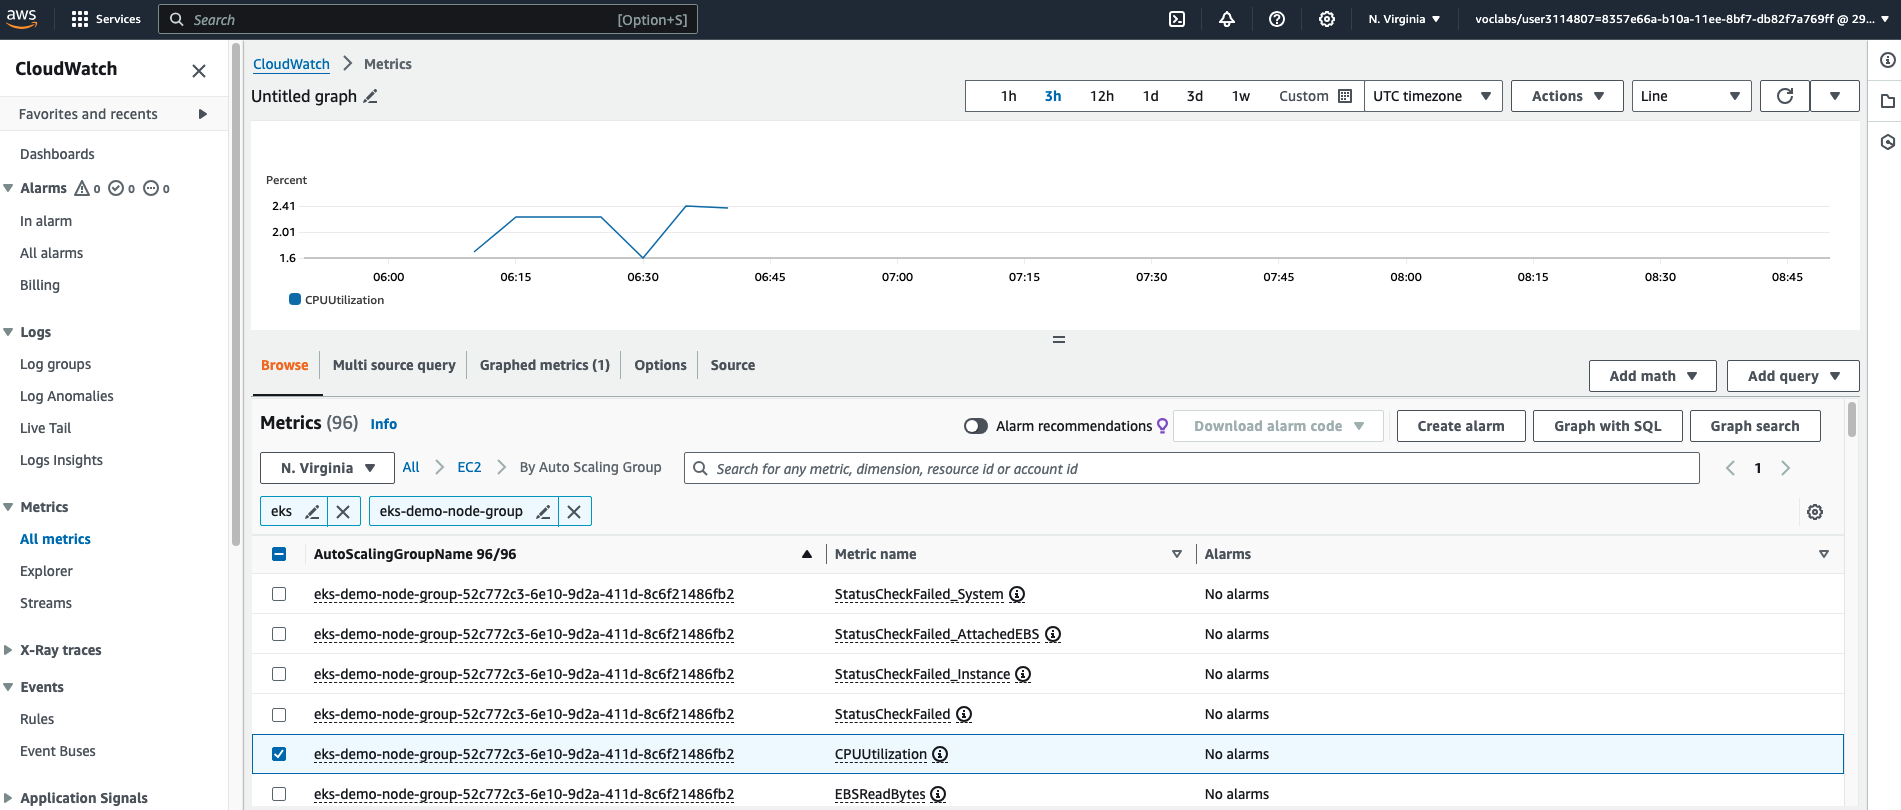 aws
Services
Search [Option+S]
N. Virginia
voclabs/user3114807=8357e66a-b10a-11ee-8bf7-db82f7a769ff @ 29...
CloudWatch
Favorites and recents
Dashboards
Alarms 0 0 0
In alarm
All alarms
Billing
Logs
Log groups
Log Anomalies
Live Tail
Logs Insights
Metrics
All metrics
Explorer
Streams
X-Ray traces
Events
Rules
Event Buses
Application Signals
CloudWatch Metrics
Untitled graph
1h 3h 12h 1d 3d 1w Custom UTC timezone Actions Line
Percent
2.41
2.01
1.6
06:00 06:15 06:30 06:45 07:00 07:15 07:30 07:45 08:00 08:15 08:30 08:45
CPUUtilization
Browse Multi source query Graphed metrics (1) Options Source
Add math Add query
Metrics (96) Info
Alarm recommendations Download alarm code Create alarm Graph with SQL Graph search
N. Virginia All EC2 By Auto Scaling Group Search for any metric, dimension, resource id or account id 1
eks eks-demo-node-group
AutoScalingGroupName 96/96 Metric name Alarms
eks-demo-node-group-52c772c3-6e10-9d2a-411d-8c6f21486fb2 StatusCheckFailed_System No alarms
eks-demo-node-group-52c772c3-6e10-9d2a-411d-8c6f21486fb2 StatusCheckFailed_AttachedEBS No alarms
eks-demo-node-group-52c772c3-6e10-9d2a-411d-8c6f21486fb2 StatusCheckFailed_Instance No alarms
eks-demo-node-group-52c772c3-6e10-9d2a-411d-8c6f21486fb2 StatusCheckFailed No alarms
eks-demo-node-group-52c772c3-6e10-9d2a-411d-8c6f21486fb2 CPUUtilization No alarms
eks-demo-node-group-52c772c3-6e10-9d2a-411d-8c6f21486fb2 EBSReadBytes No alarms